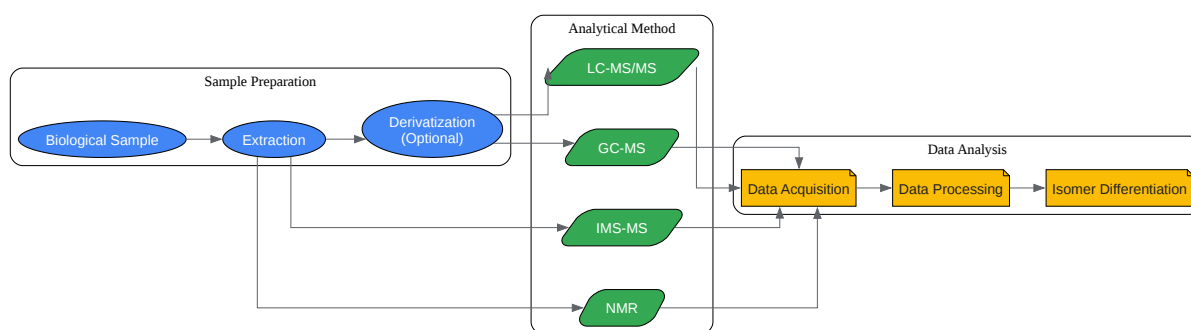 Sample Preparation
Biological Sample
Extraction
Derivatization
(Optional)
Analytical Method
LC-MS/MS
GC-MS
IMS-MS
NMR
Data Analysis
Data Acquisition
Data Processing
Isomer Differentiation